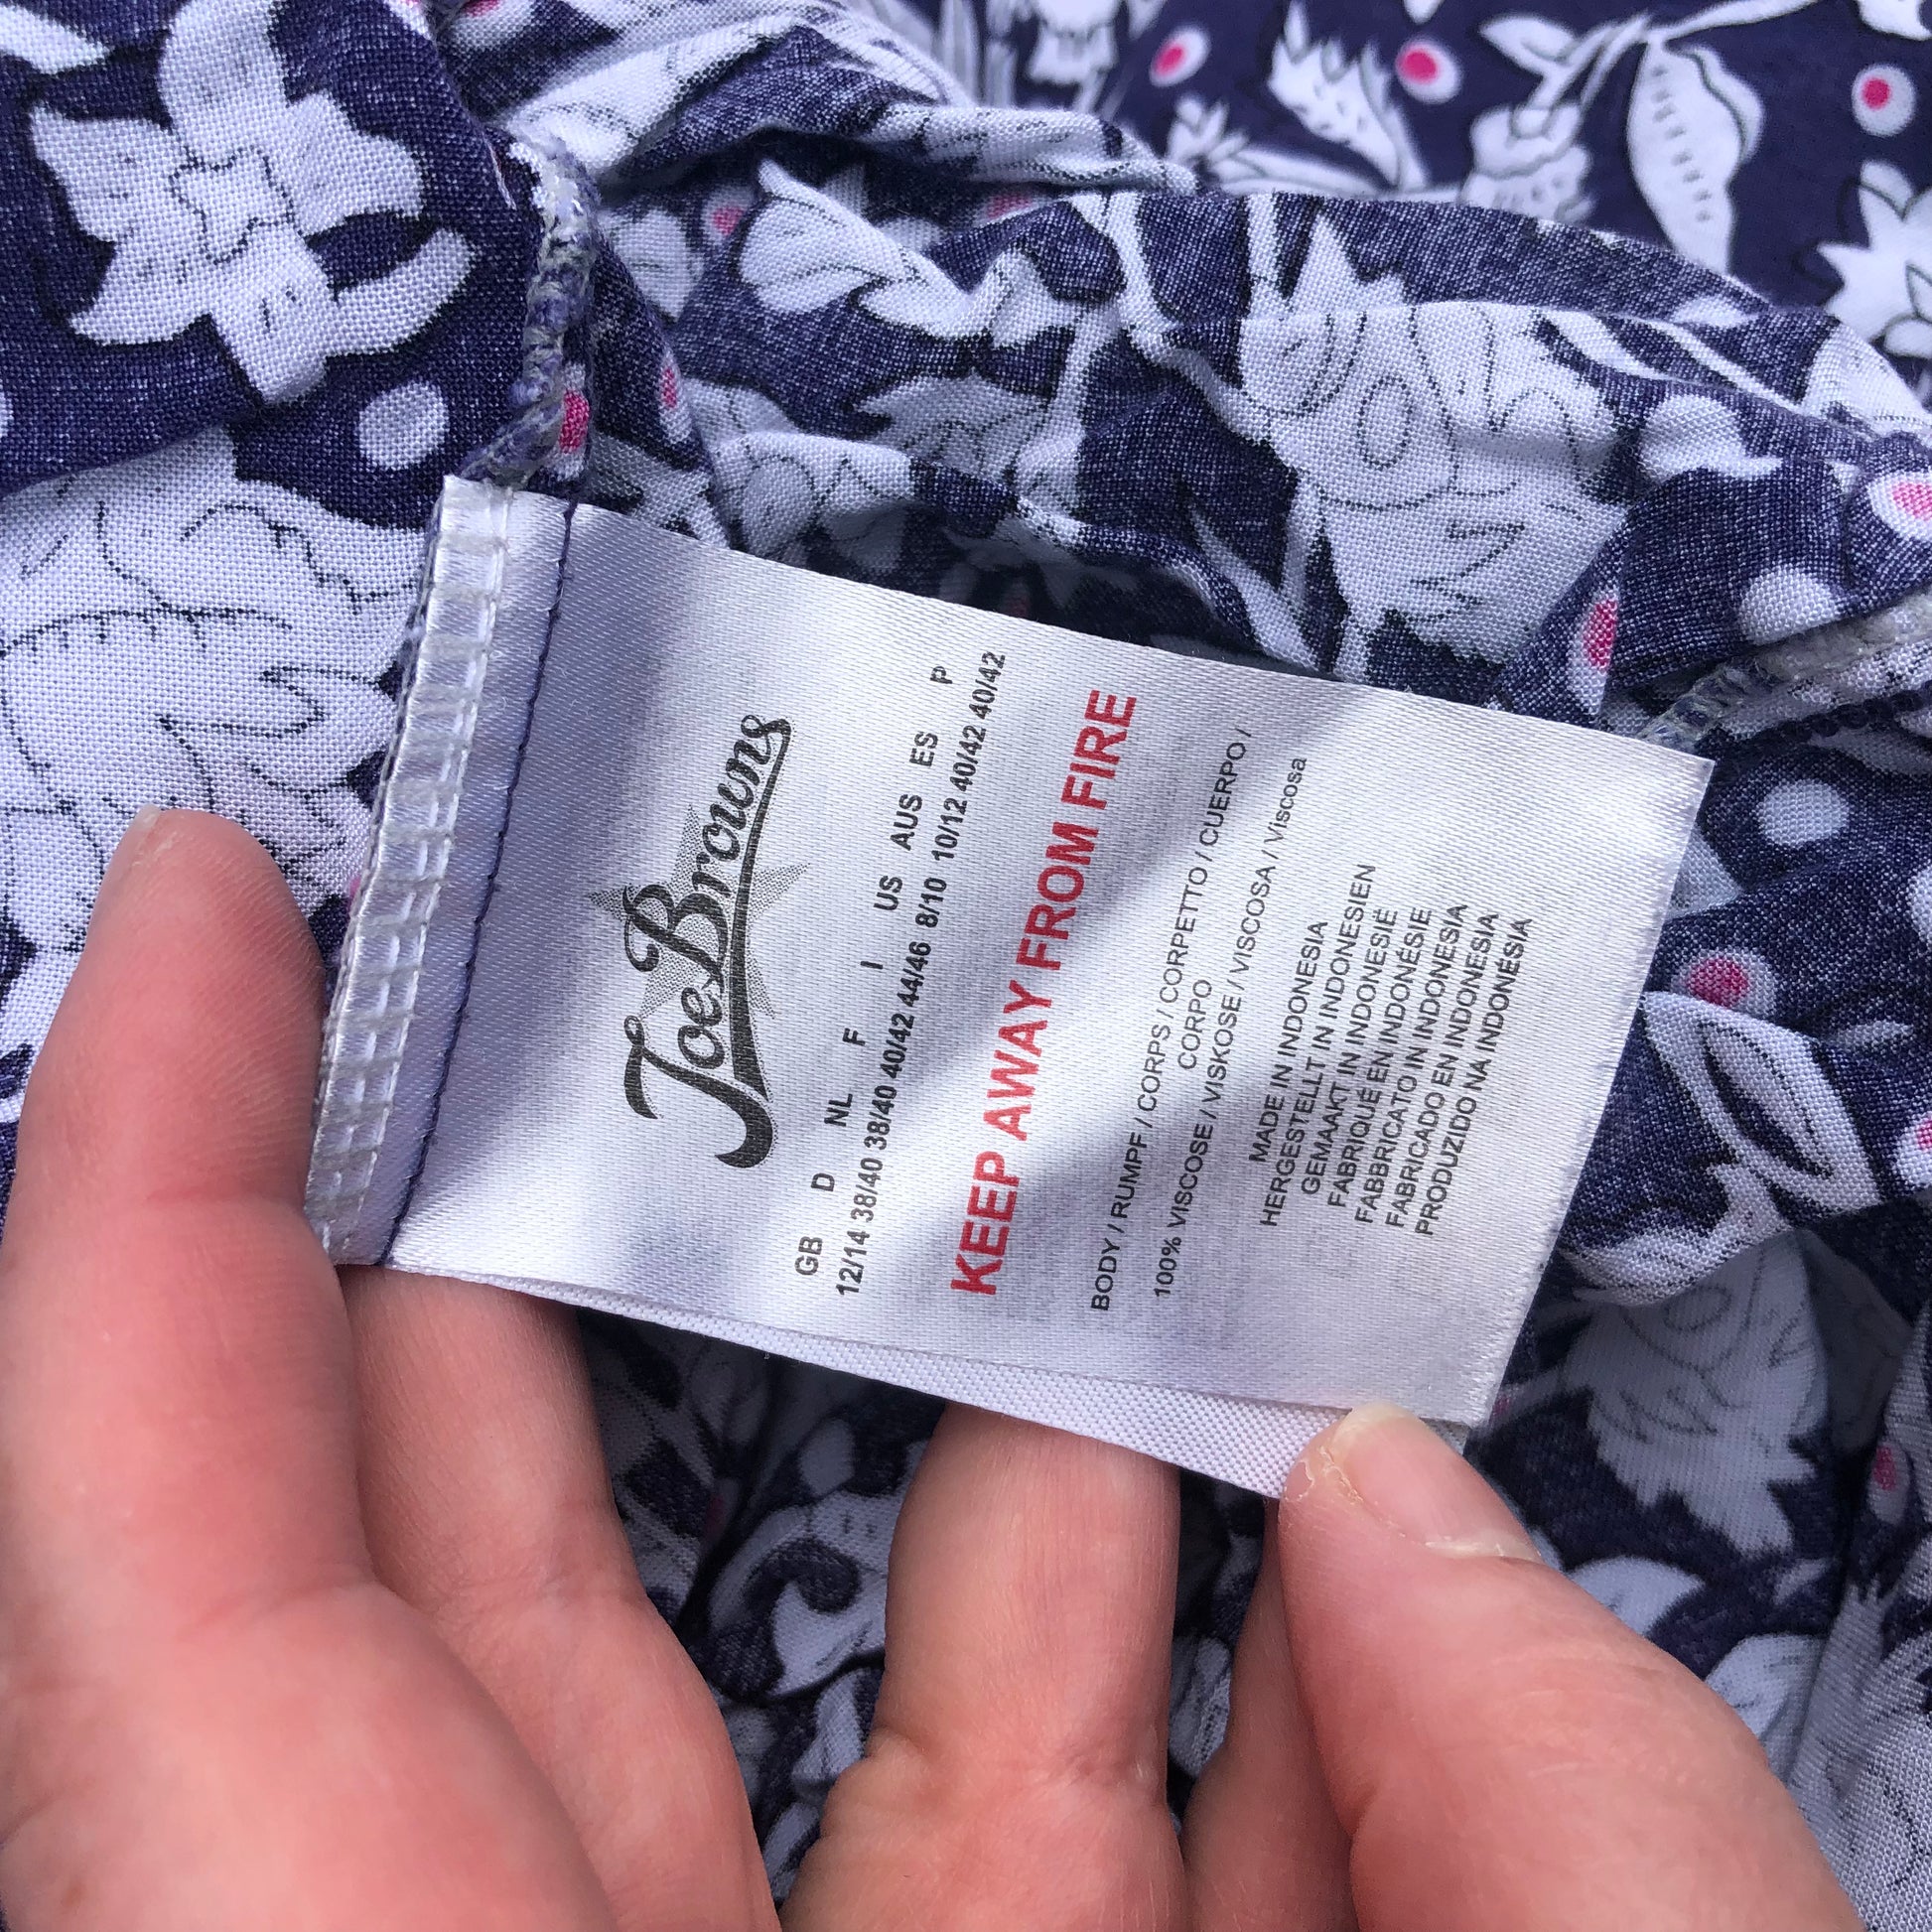 Joe Browns
GB D NL F I US AUS ES P
12/14 38/40 38/40 40/42 44/46 8/10 10/12 40/42 40/42
KEEP AWAY FROM FIRE
BODY / RUMPF / CORPS / CORPETTO / CUERPO /
CORPO
100% VISCOSE / VISKOSE / VISCOSA / Viscosa
MADE IN INDONESIA
HERGESTELLT IN INDONESIEN
GEMAAKT IN INDONESIË
FABRIQUÉ EN INDONÉSIE
FABBRICATO IN INDONESIA
FABRICADO EN INDONESIA
PRODUZIDO NA INDONÉSIA